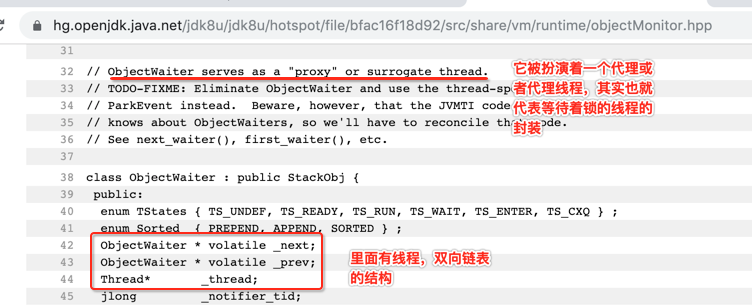 hg.openjdk.java.net/jdk8u/jdk8u/hotspot/file/bfac16f18d92/src/share/vm/runtime/objectMonitor.hpp
31
32 // ObjectWaiter serves as a "proxy" or surrogate thread.
33 // TODO-FIXME: Eliminate ObjectWaiter and use the thread-sp
34 // ParkEvent instead. Beware, however, that the JVMTI code
35 // knows about ObjectWaiters, so we'll have to reconcile the code.
36 // See next_waiter(), first_waiter(), etc.
它被扮演着一个代理或
者代理线程，其实也就
代表等待着锁的线程的
封装
37
38 class ObjectWaiter : public StackObj {
39 public:
40 enum TStates { TS_UNDEF, TS_READY, TS_RUN, TS_WAIT, TS_ENTER, TS_CXQ } ;
41 enum Sorted { PREPEND, APPEND, SORTED } ;
42 ObjectWaiter * volatile _next;
43 ObjectWaiter * volatile _prev;
44 Thread* _thread;
45 jlong _notifier_tid;
里面有线程，双向链表
的结构